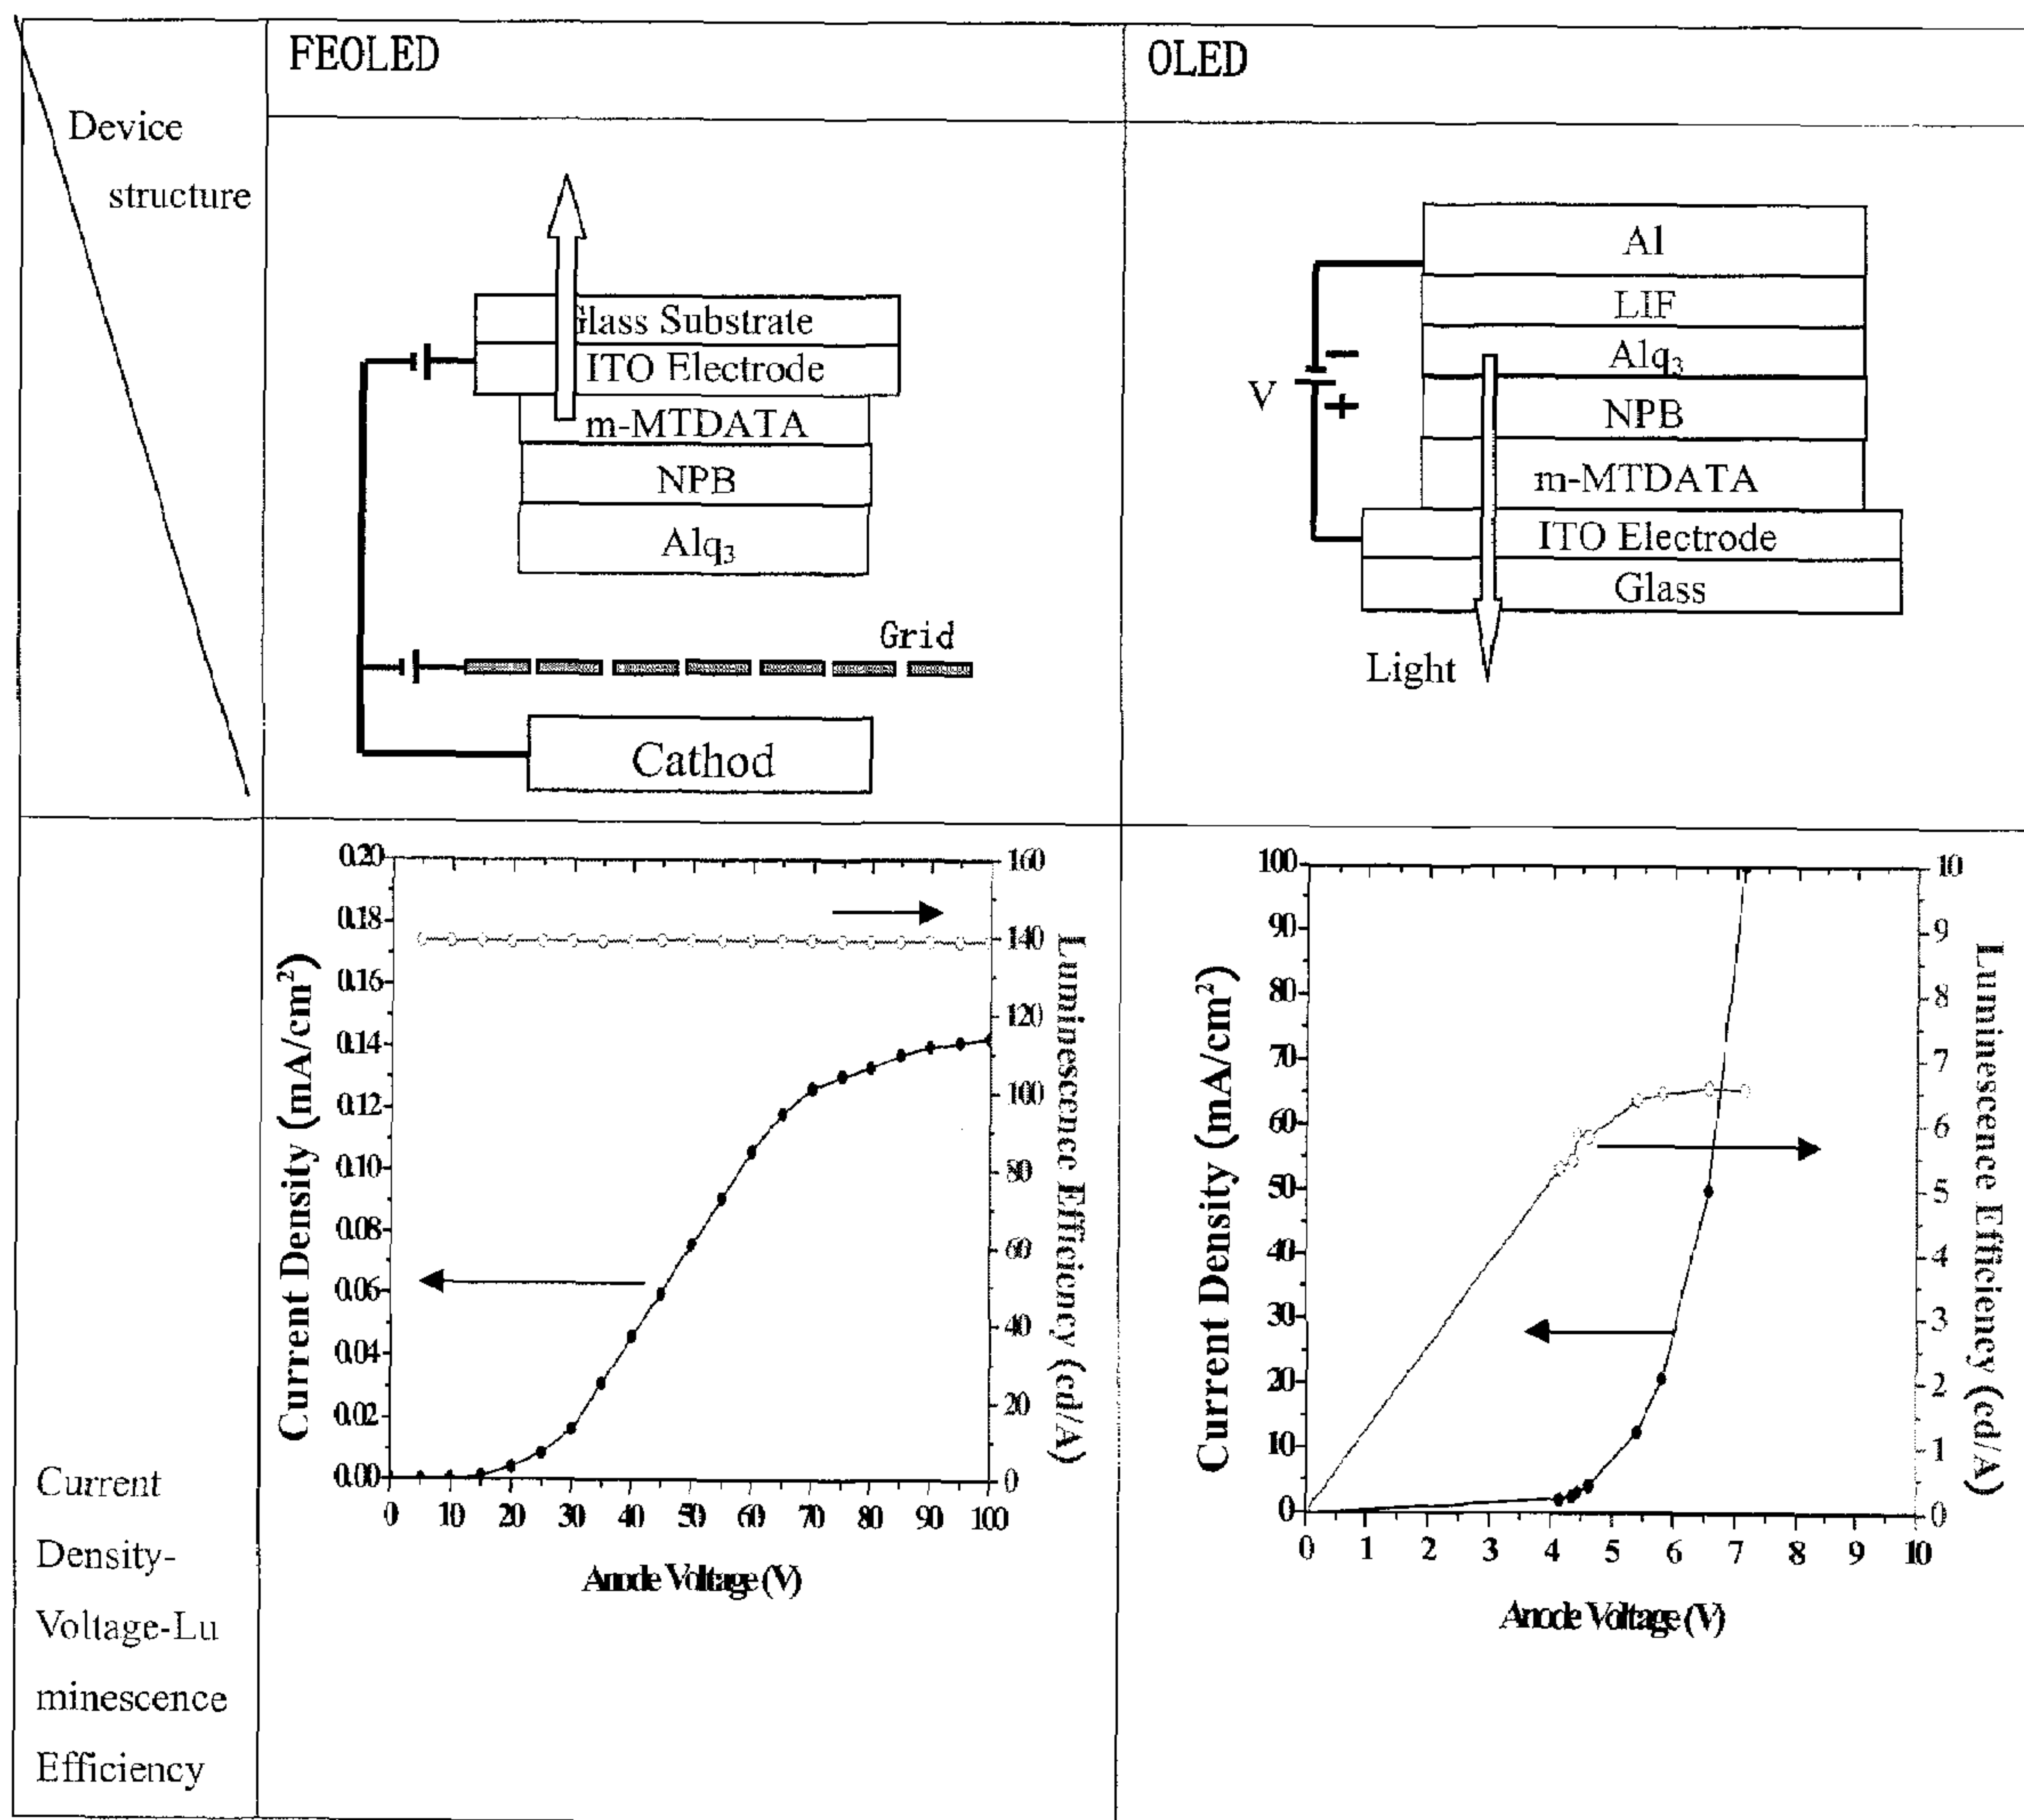 FEOLED
OLED
Device
structure
Glass Substrate
ITO Electrode
m-MTDATA
NPB
Alq₃
Grid
Cathod
Al
LIF
Alq₃
NPB
m-MTDATA
ITO Electrode
Glass
V
−
+
Light
Current
Density-
Voltage-Lu
minescence
Efficiency
Current Density (mA/cm²)
0.20
0.18
0.16
0.14
0.12
0.10
0.08
0.06
0.04
0.02
0.00
160
140
120
100
80
60
40
20
0
Luminescence Efficiency (cd/A)
0 10 20 30 40 50 60 70 80 90 100
Anode Voltage (V)
Current Density (mA/cm²)
100
90
80
70
60
50
40
30
20
10
0
10
9
8
7
6
5
4
3
2
1
0
Luminescence Efficiency (cd/A)
0 1 2 3 4 5 6 7 8 9 10
Anode Voltage (V)